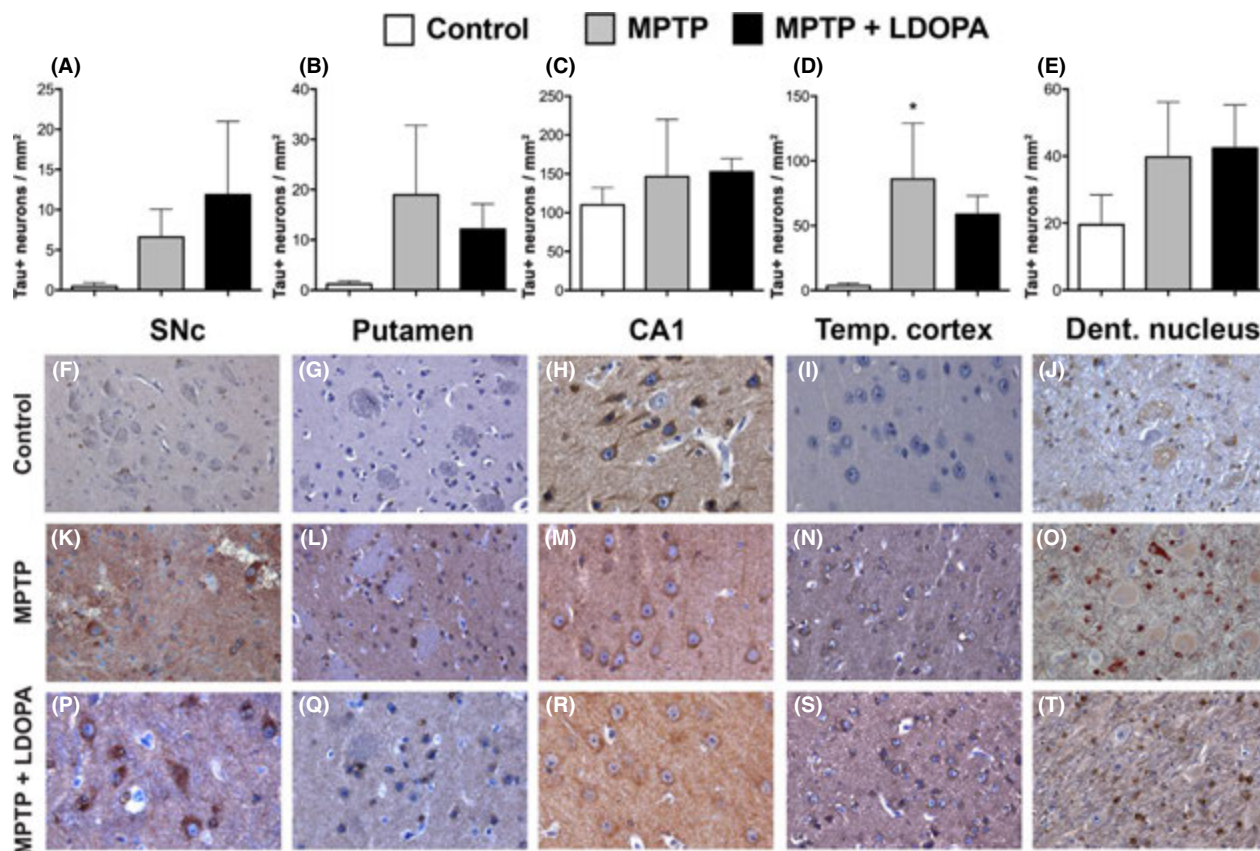 Control MPTP MPTP + LDOPA
(A) (B) (C) (D) (E)
Tau+ neurons / mm²
25
20
15
10
5
0
Tau+ neurons / mm²
40
30
20
10
0
Tau+ neurons / mm²
250
200
150
100
50
0
Tau+ neurons / mm²
150
100
50
0
*
Tau+ neurons / mm²
60
40
20
0
SNc Putamen CA1 Temp. cortex Dent. nucleus
Control
(F) (G) (H) (I) (J)
MPTP
(K) (L) (M) (N) (O)
MPTP + LDOPA
(P) (Q) (R) (S) (T)